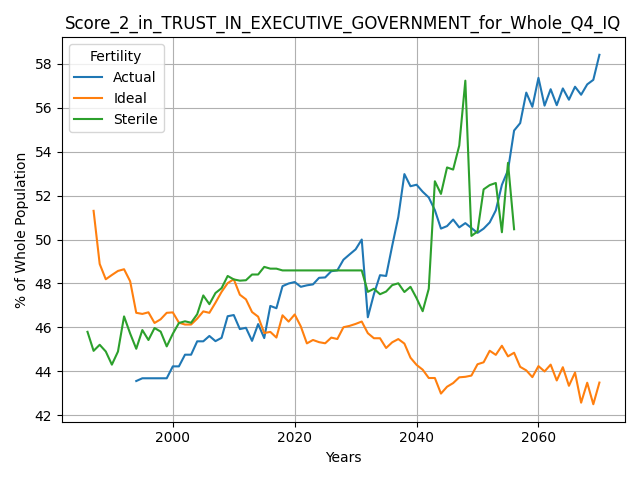 Score_2_in_TRUST_IN_EXECUTIVE_GOVERNMENT_for_Whole_Q4_IQ
Fertility
Actual
Ideal
Sterile
% of Whole Population
58
56
54
52
50
48
46
44
42
2000 2020 2040 2060
Years